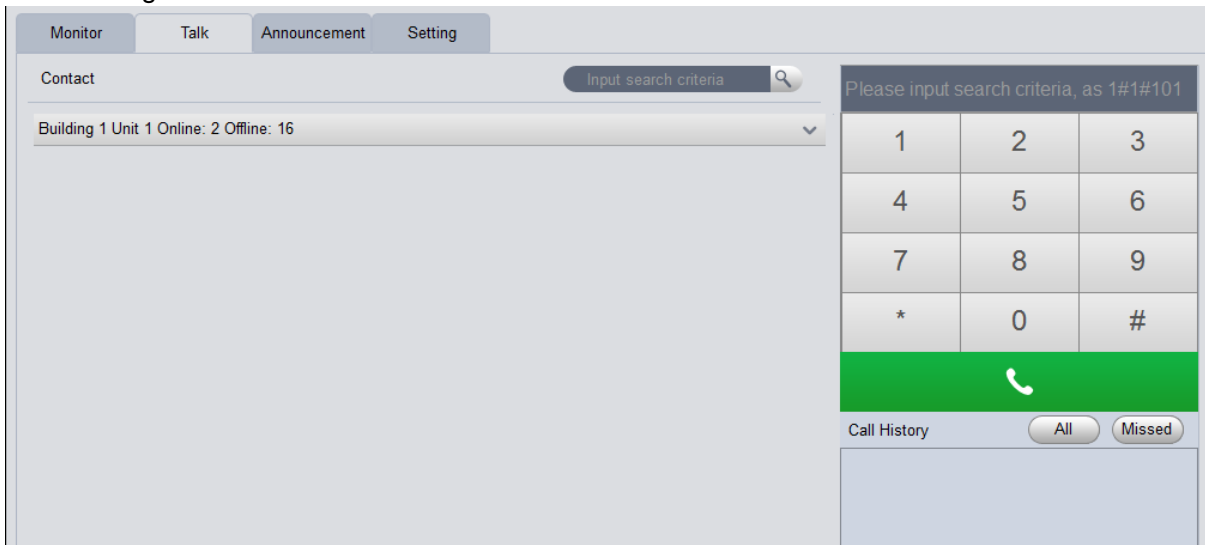 Monitor Talk Announcement Setting
Contact
Input search criteria
Building 1 Unit 1 Online: 2 Offline: 16
Please input search criteria, as 1#1#101
1 2 3
4 5 6
7 8 9
* 0 #
Call History All Missed